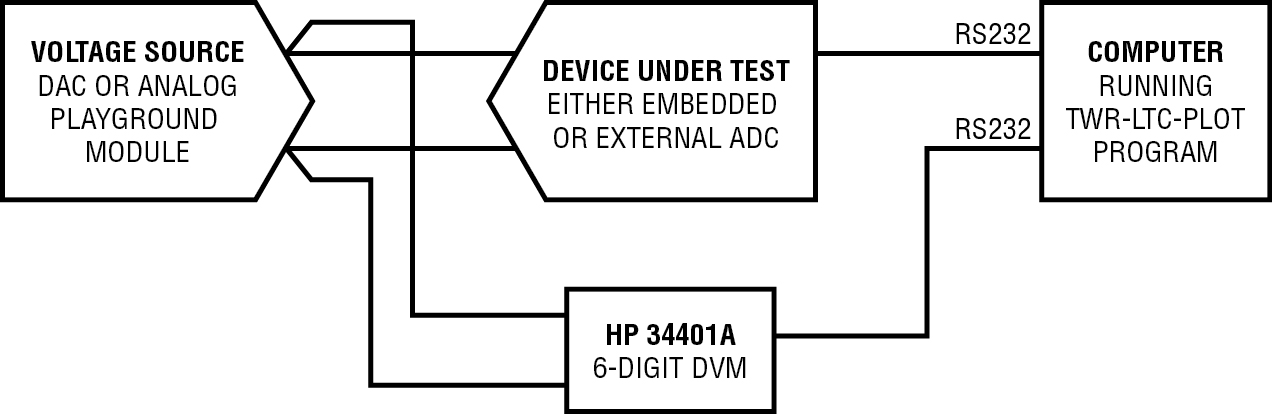 VOLTAGE SOURCE
DAC OR ANALOG
PLAYGROUND
MODULE
DEVICE UNDER TEST
EITHER EMBEDDED
OR EXTERNAL ADC
RS232
RS232
COMPUTER
RUNNING
TWR-LTC-PLOT
PROGRAM
HP 34401A
6-DIGIT DVM